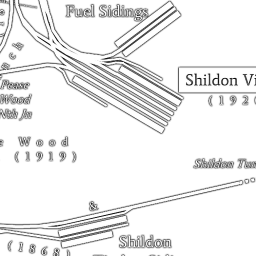 Fuel Sidings
Shildon Vi
(192
Pease
Wood
Nth Jn
Wood
(1919)
Shildon Tun
&
Shildon
(1868)